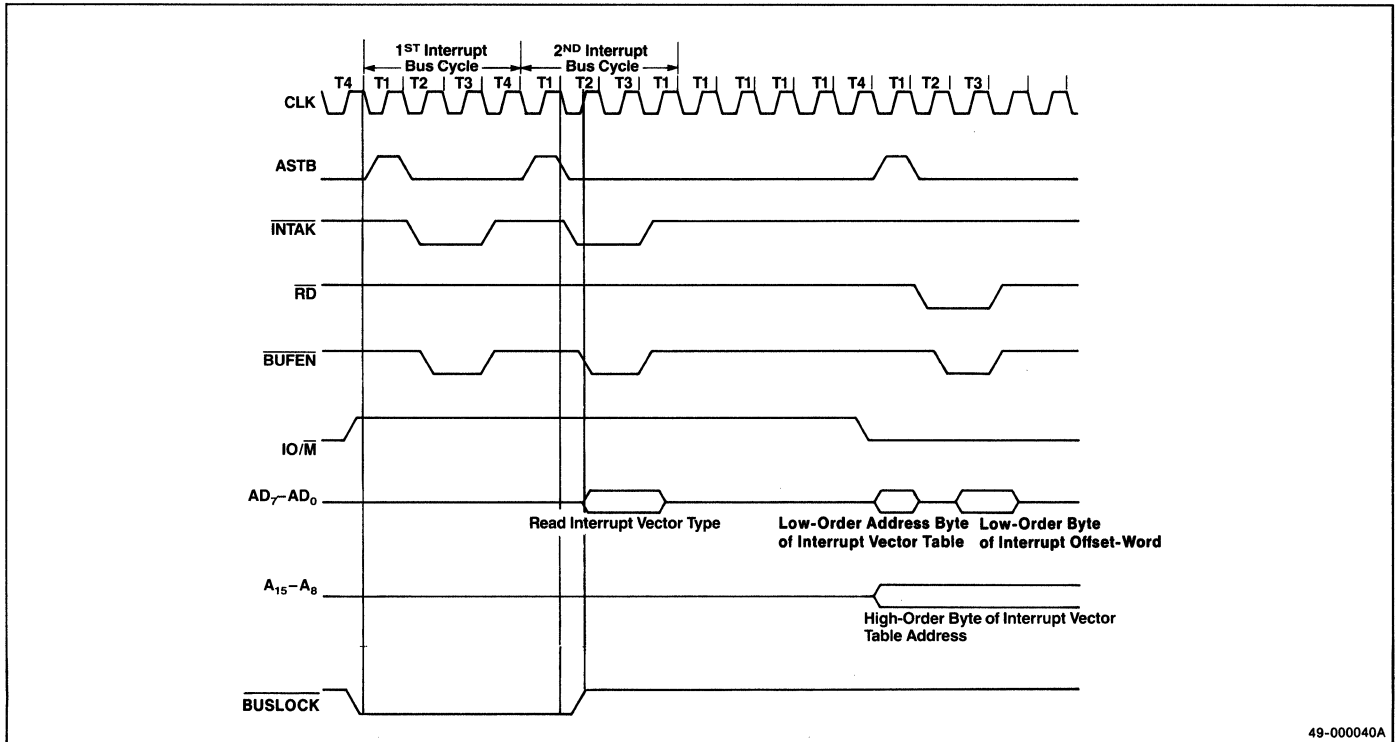 1ST Interrupt Bus Cycle
2ND Interrupt Bus Cycle
T4 T1 T2 T3 T4 T1 T2 T3 T1 T1 T1 T1 T1 T4 T1 T2 T3
CLK
ASTB
INTAK
RD
BUFEN
IO/M
AD7–AD0
Read Interrupt Vector Type
Low-Order Address Byte
of Interrupt Vector Table
Low-Order Byte
of Interrupt Offset-Word
A15–A8
High-Order Byte of Interrupt Vector
Table Address
BUSLOCK
49-000040A